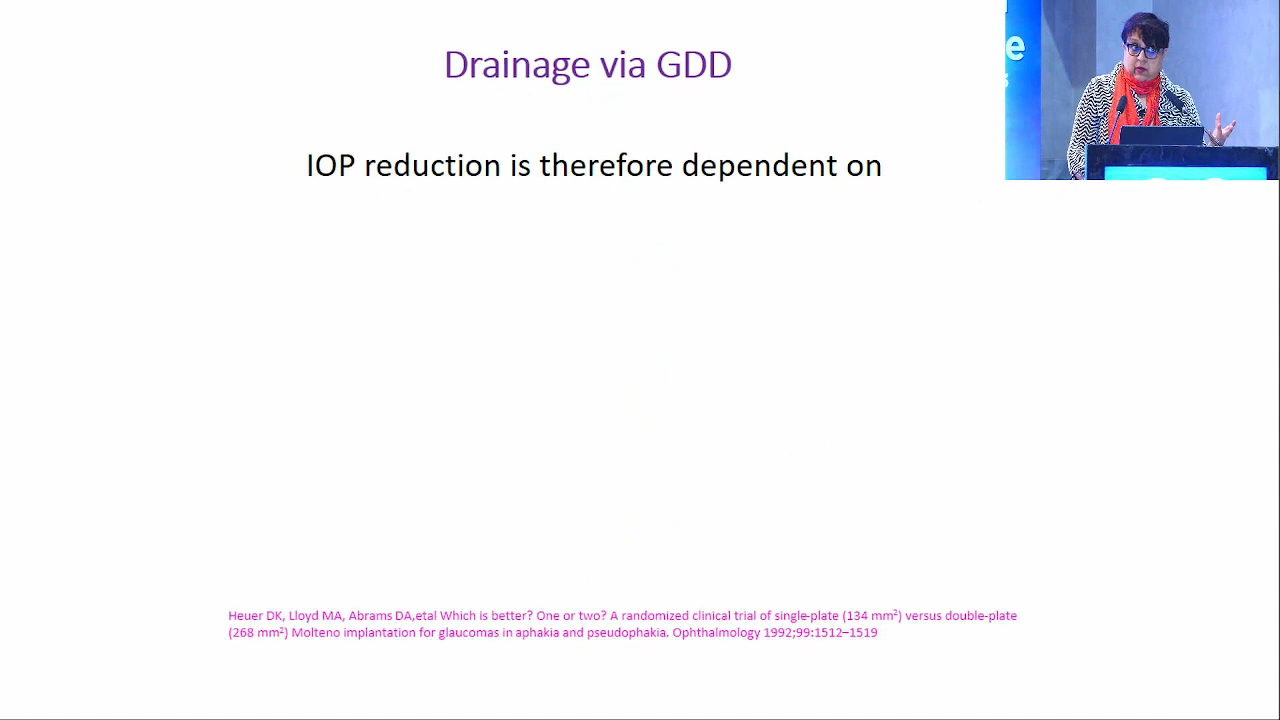 Drainage via GDD
IOP reduction is therefore dependent on
e
Heuer DK, Lloyd MA, Abrams DA,etal Which is better? One or two? A randomized clinical trial of single-plate (134 mm²) versus double-plate
(268 mm²) Molteno implantation for glaucomas in aphakia and pseudophakia. Ophthalmology 1992;99:1512–1519